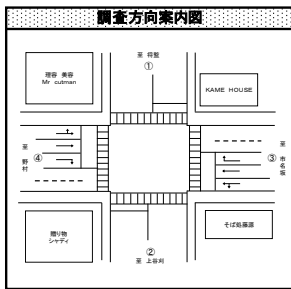 調査方向案内図
至 将監
①
理容 美容
Mr cutman
KAME HOUSE
至 野村
④
③
至 市名坂
贈り物
シャディ
②
至 上谷刈
そば処藤源